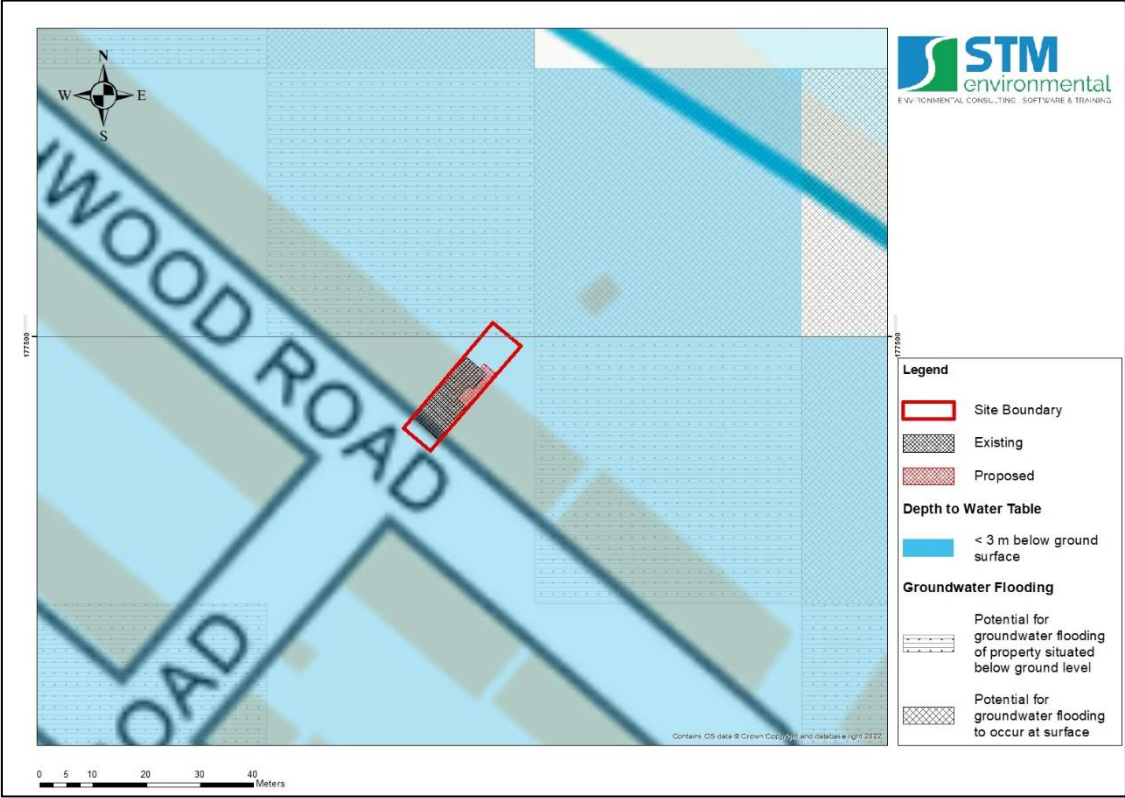 N
W E
S
STM
environmental
ENVIRONMENTAL CONSULTING . SOFTWARE & TRAINING
WOOD ROAD
ROAD
177500
177500
Legend
Site Boundary
Existing
Proposed
Depth to Water Table
< 3 m below ground
surface
Groundwater Flooding
Potential for
groundwater flooding
of property situated
below ground level
Potential for
groundwater flooding
to occur at surface
Contains OS data © Crown Copyright and database right 2022
0 5 10 20 30 40
Meters